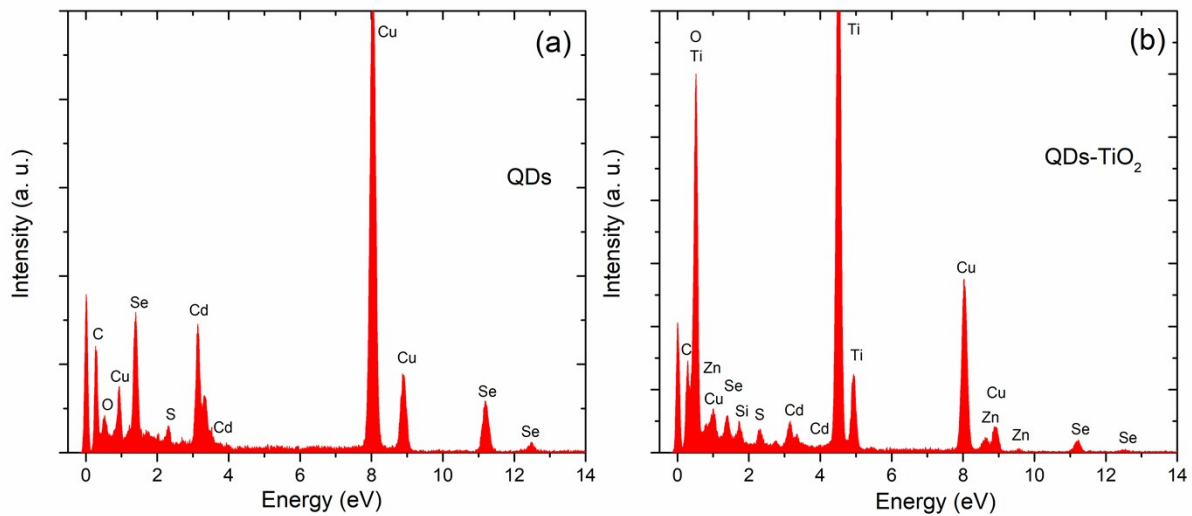 (a)
Cu
QDs
Se
Cd
C
Cu
Cu
O
S
Cd
Se
Se
Intensity (a. u.)
0 2 4 6 8 10 12 14
Energy (eV)
(b)
O
Ti
Ti
QDs-TiO₂
Cu
C
Zn
Cu
Se
Si
S
Cd
Cd
Ti
Zn
Cu
Zn
Se
Se
Intensity (a. u.)
0 2 4 6 8 10 12 14
Energy (eV)